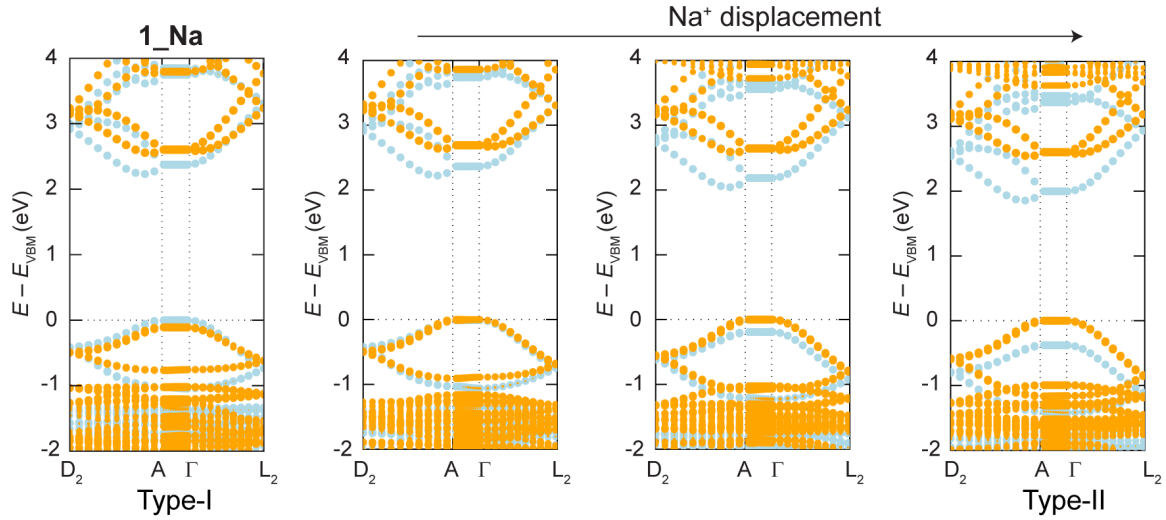 Na⁺ displacement
1_Na
E − E_VBM (eV)
4
3
2
1
0
-1
-2
D₂ A Γ L₂
Type-I
E − E_VBM (eV)
4
3
2
1
0
-1
-2
D₂ A Γ L₂
E − E_VBM (eV)
4
3
2
1
0
-1
-2
D₂ A Γ L₂
E − E_VBM (eV)
4
3
2
1
0
-1
-2
D₂ A Γ L₂
Type-II